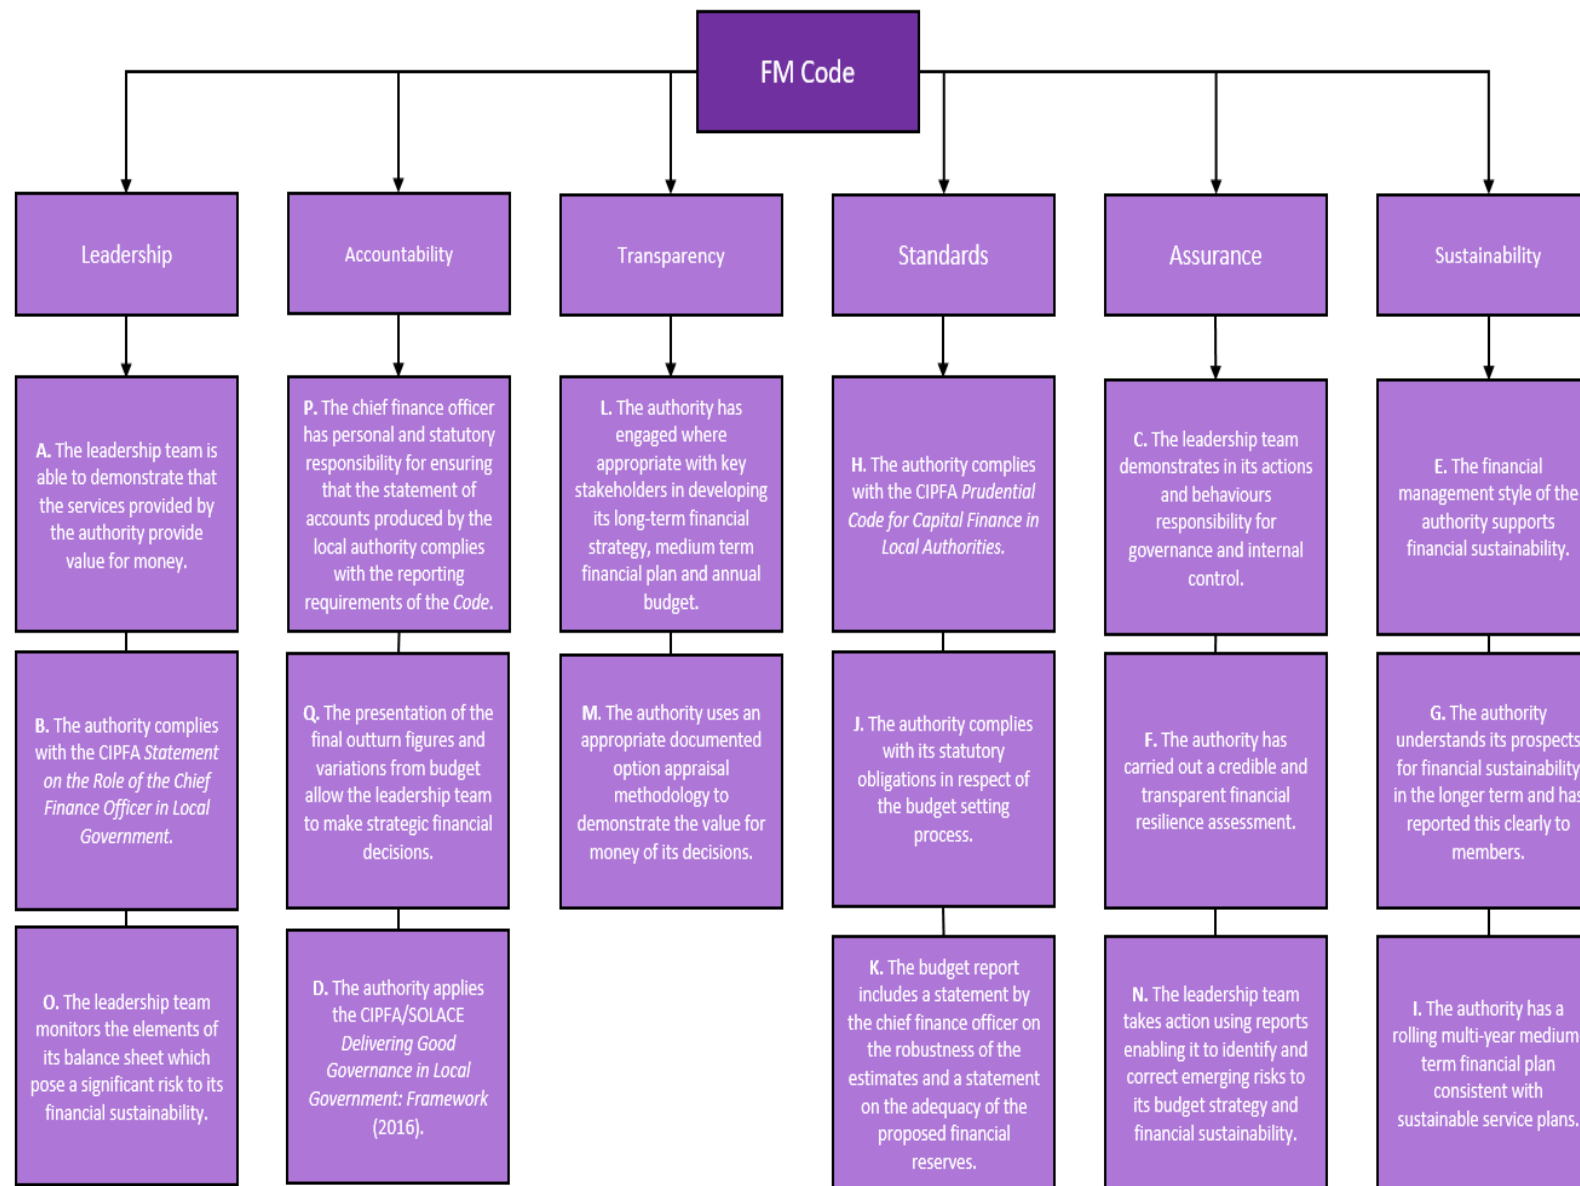 FM Code
Leadership
Accountability
Transparency
Standards
Assurance
Sustainability
A. The leadership team is
able to demonstrate that
the services provided by
the authority provide
value for money.
P. The chief finance officer
has personal and statutory
responsibility for ensuring
that the statement of
accounts produced by the
local authority complies
with the reporting
requirements of the Code.
L. The authority has
engaged where
appropriate with key
stakeholders in developing
its long-term financial
strategy, medium term
financial plan and annual
budget.
H. The authority complies
with the CIPFA Prudential
Code for Capital Finance in
Local Authorities.
C. The leadership team
demonstrates in its actions
and behaviours
responsibility for
governance and internal
control.
E. The financial
management style of the
authority supports
financial sustainability.
B. The authority complies
with the CIPFA Statement
on the Role of the Chief
Finance Officer in Local
Government.
Q. The presentation of the
final outturn figures and
variations from budget
allow the leadership team
to make strategic financial
decisions.
M. The authority uses an
appropriate documented
option appraisal
methodology to
demonstrate the value for
money of its decisions.
J. The authority complies
with its statutory
obligations in respect of
the budget setting
process.
F. The authority has
carried out a credible and
transparent financial
resilience assessment.
G. The authority
understands its prospects
for financial sustainability
in the longer term and has
reported this clearly to
members.
O. The leadership team
monitors the elements of
its balance sheet which
pose a significant risk to its
financial sustainability.
D. The authority applies
the CIPFA/SOLACE
Delivering Good
Governance in Local
Government: Framework
(2016).
K. The budget report
includes a statement by
the chief finance officer on
the robustness of the
estimates and a statement
on the adequacy of the
proposed financial
reserves.
N. The leadership team
takes action using reports
enabling it to identify and
correct emerging risks to
its budget strategy and
financial sustainability.
I. The authority has a
rolling multi-year medium-
term financial plan
consistent with
sustainable service plans.